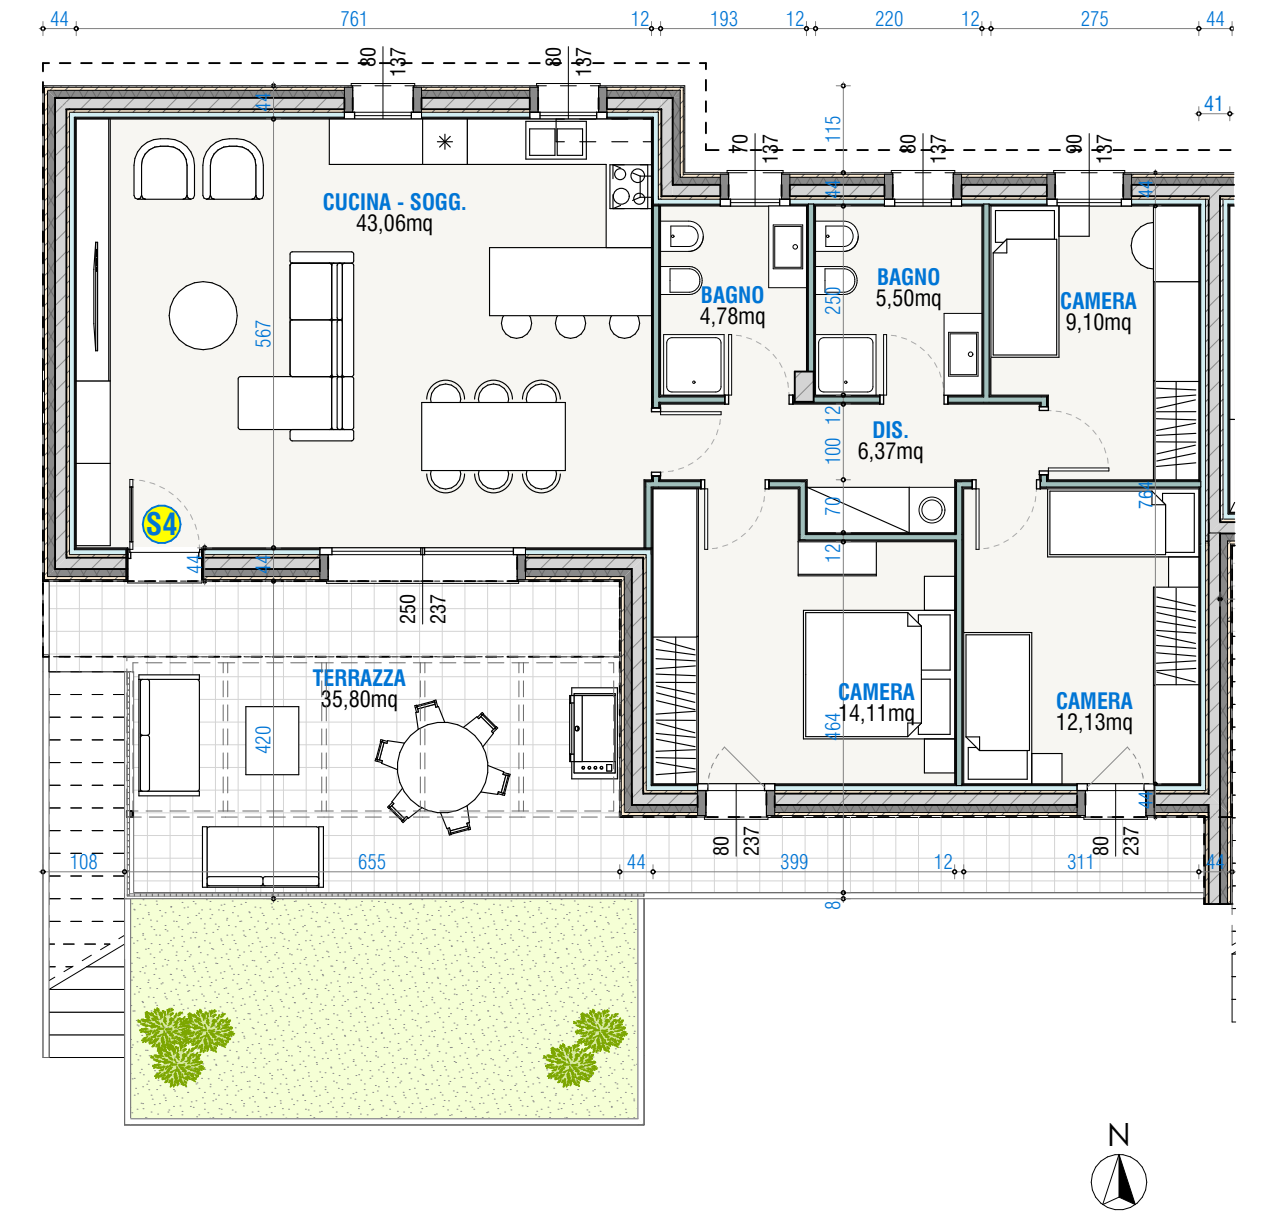 44 761 12 193 12 220 12 275 44
80 137
80 137
41
115
70 137
80 137
90 137
44
44
44
CUCINA - SOGG.
43,06mq
BAGNO
4,78mq
BAGNO
5,50mq
CAMERA
9,10mq
250
567
12
DIS.
6,37mq
100
70
764
S4
44
44
12
250 237
TERRAZZA
35,80mq
CAMERA
14,11mq
CAMERA
12,13mq
420
464
44
80 137
80 237
108 655 44 399 12 311 44
8
N